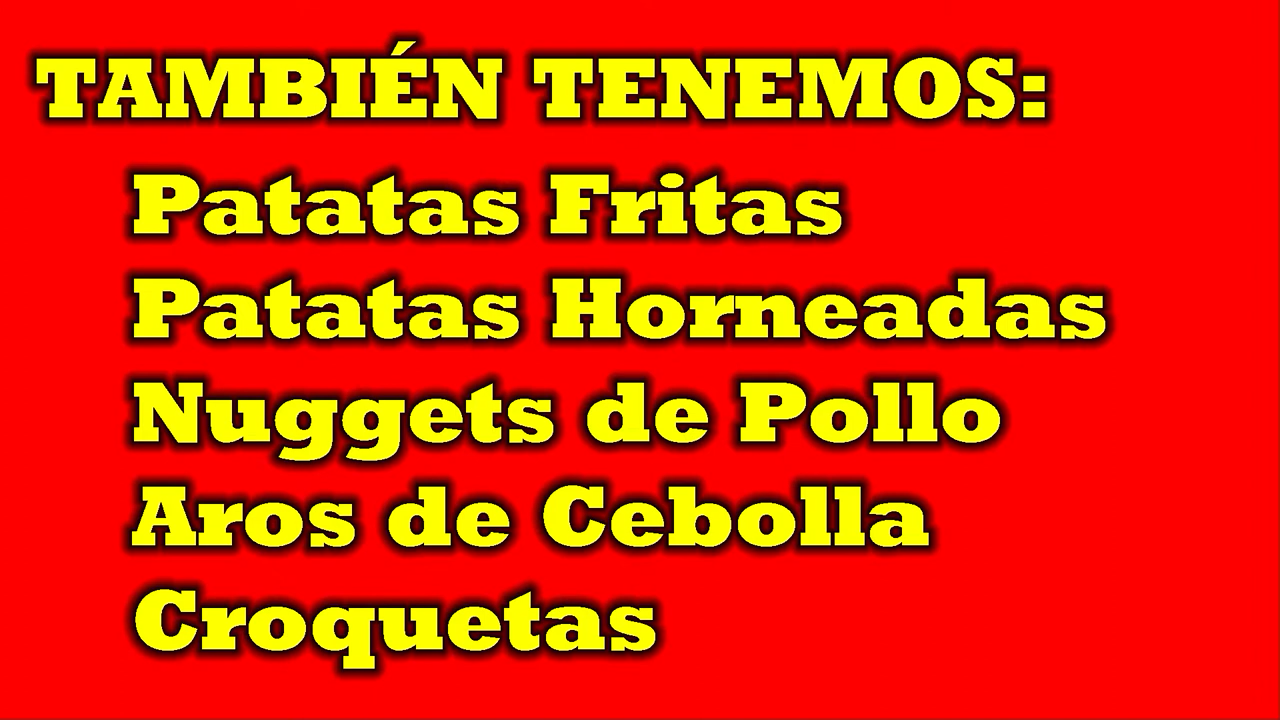 TAMBIÉN TENEMOS:
Patatas Fritas
Patatas Horneadas
Nuggets de Pollo
Aros de Cebolla
Croquetas